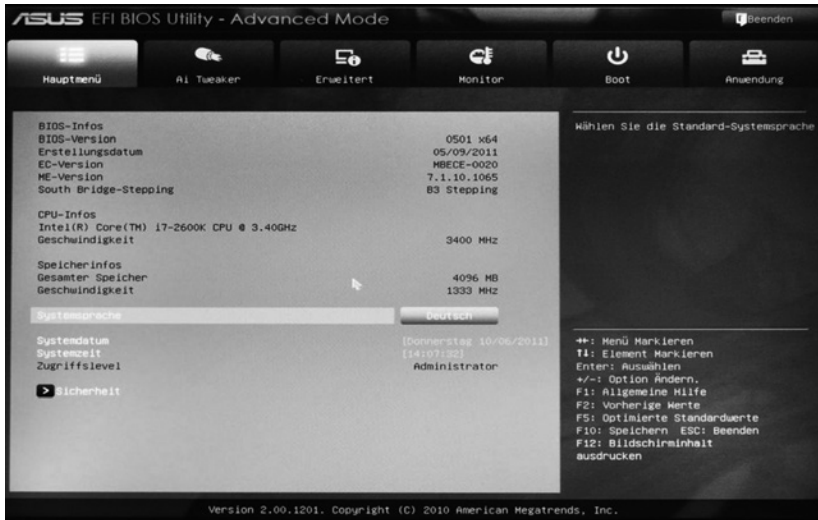 ASUS EFI BIOS Utility - Advanced Mode
Beenden
Hauptmenü Ai Tweaker Erweitert Monitor Boot Anwendung
BIOS-Infos
BIOS-Version 0501 x64
Erstellungsdatum 05/09/2011
EC-Version MBECE-0020
ME-Version 7.1.10.1065
South Bridge-Stepping B3 Stepping
CPU-Infos
Intel(R) Core(TM) i7-2600K CPU @ 3.40GHz
Geschwindigkeit 3400 MHz
Speicherinfos
Gesamter Speicher 4096 MB
Geschwindigkeit 1333 MHz
Systemsprache Deutsch
Systemdatum [Donnerstag 10/06/2011]
Systemzeit [14:07:32]
Zugriffslevel Administrator
> Sicherheit
Wählen Sie die Standard-Systemsprache
→←: Menü Markieren
↑↓: Element Markieren
Enter: Auswählen
+/-: Option Ändern.
F1: Allgemeine Hilfe
F2: Vorherige Werte
F5: Optimierte Standardwerte
F10: Speichern ESC: Beenden
F12: Bildschirminhalt
ausdrucken
Version 2.00.1201. Copyright (C) 2010 American Megatrends, Inc.